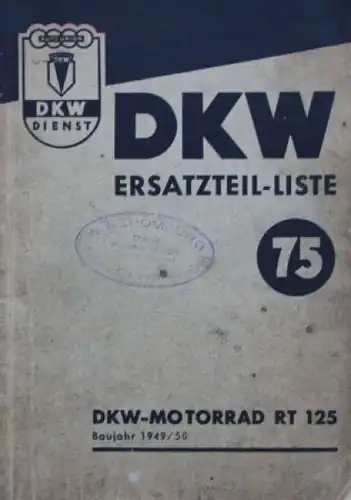 AUTO UNION
DKW
DKW
DIENST
DKW
ERSATZTEIL-LISTE
75
DKW-MOTORRAD RT 125
Baujahr 1949/50